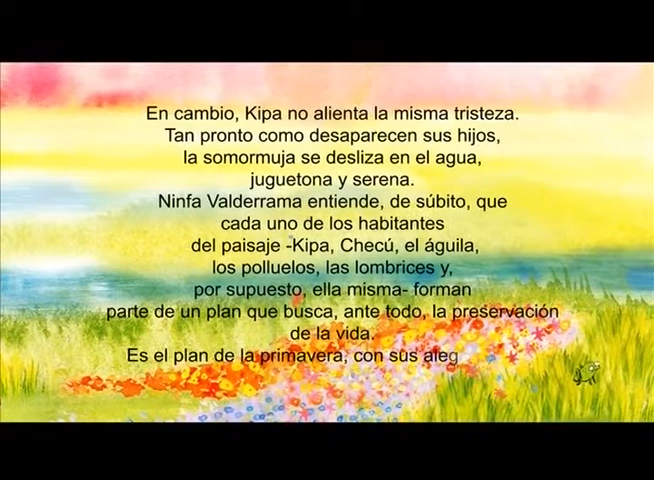 En cambio, Kipa no alienta la misma tristeza.
Tan pronto como desaparecen sus hijos,
la somormuja se desliza en el agua,
juguetona y serena.
Ninfa Valderrama entiende, de súbito, que
cada uno de los habitantes
del paisaje -Kipa, Checú, el águila,
los polluelos, las lombrices y,
por supuesto, ella misma- forman
parte de un plan que busca, ante todo, la preservación
de la vida.
Es el plan de la primavera, con sus aleg